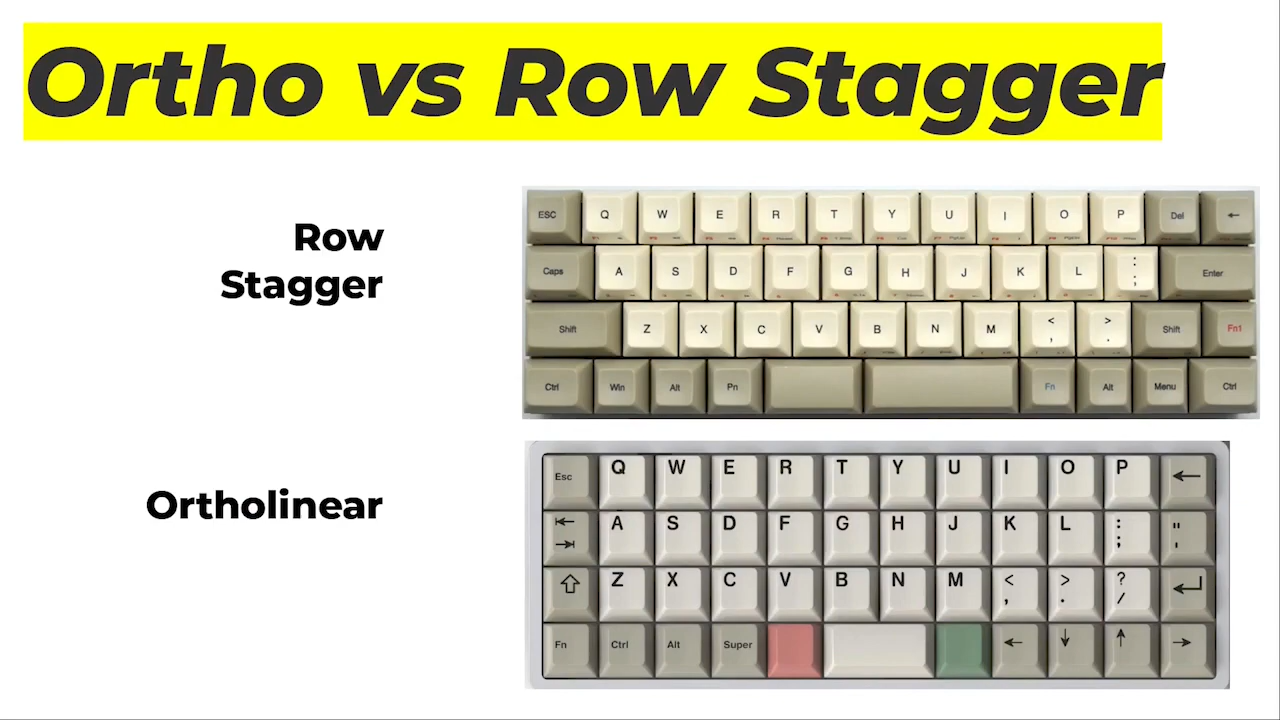 Ortho vs Row Stagger
Row
Stagger
ESC Q W E R T Y U I O P Del ←
Caps A S D F G H J K L : ; Enter
Shift Z X C V B N M < , > . Shift Fn1
Ctrl Win Alt Pn Fn Alt Menu Ctrl
Ortholinear
Esc Q W E R T Y U I O P ←
A S D F G H J K L : ; " '
Z X C V B N M < , > . ? /
Fn Ctrl Alt Super ← ↓ ↑ →